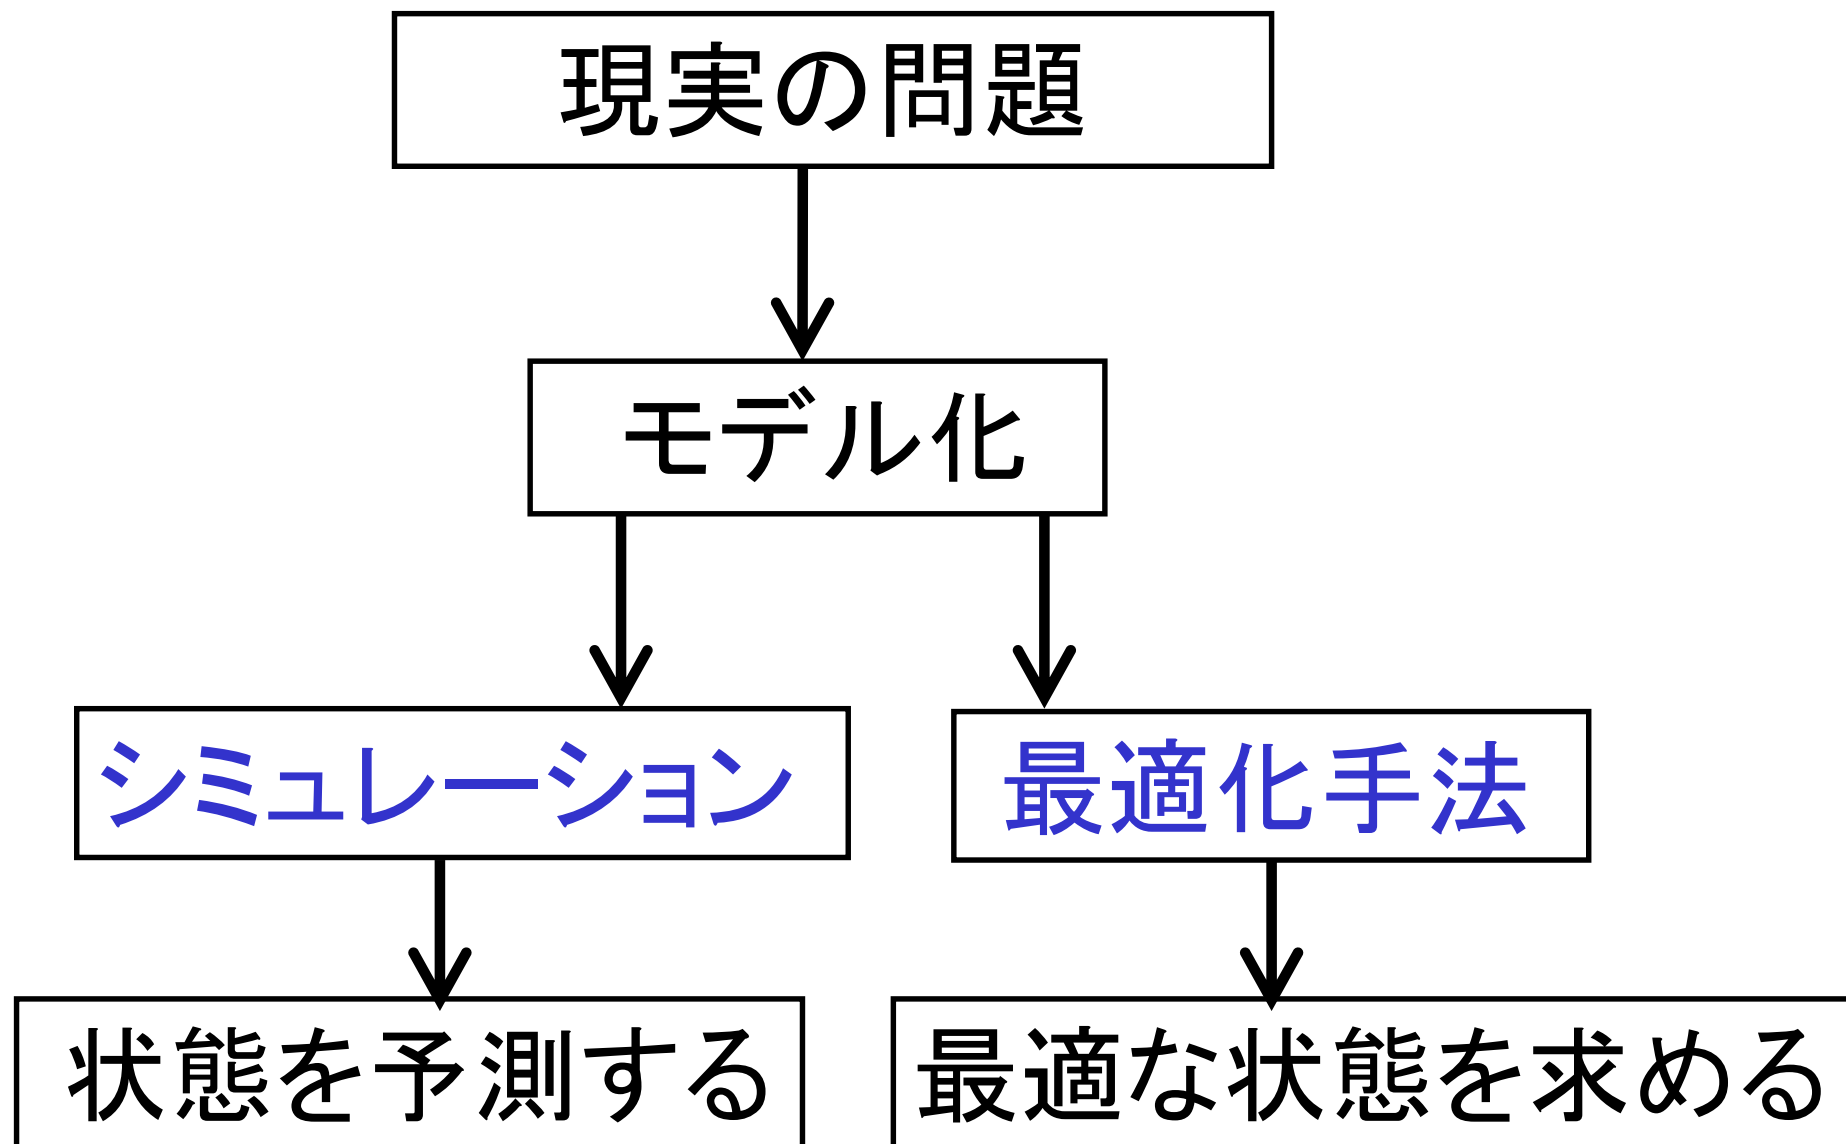 現実の問題
モデル化
シミュレーション
最適化手法
状態を予測する
最適な状態を求める